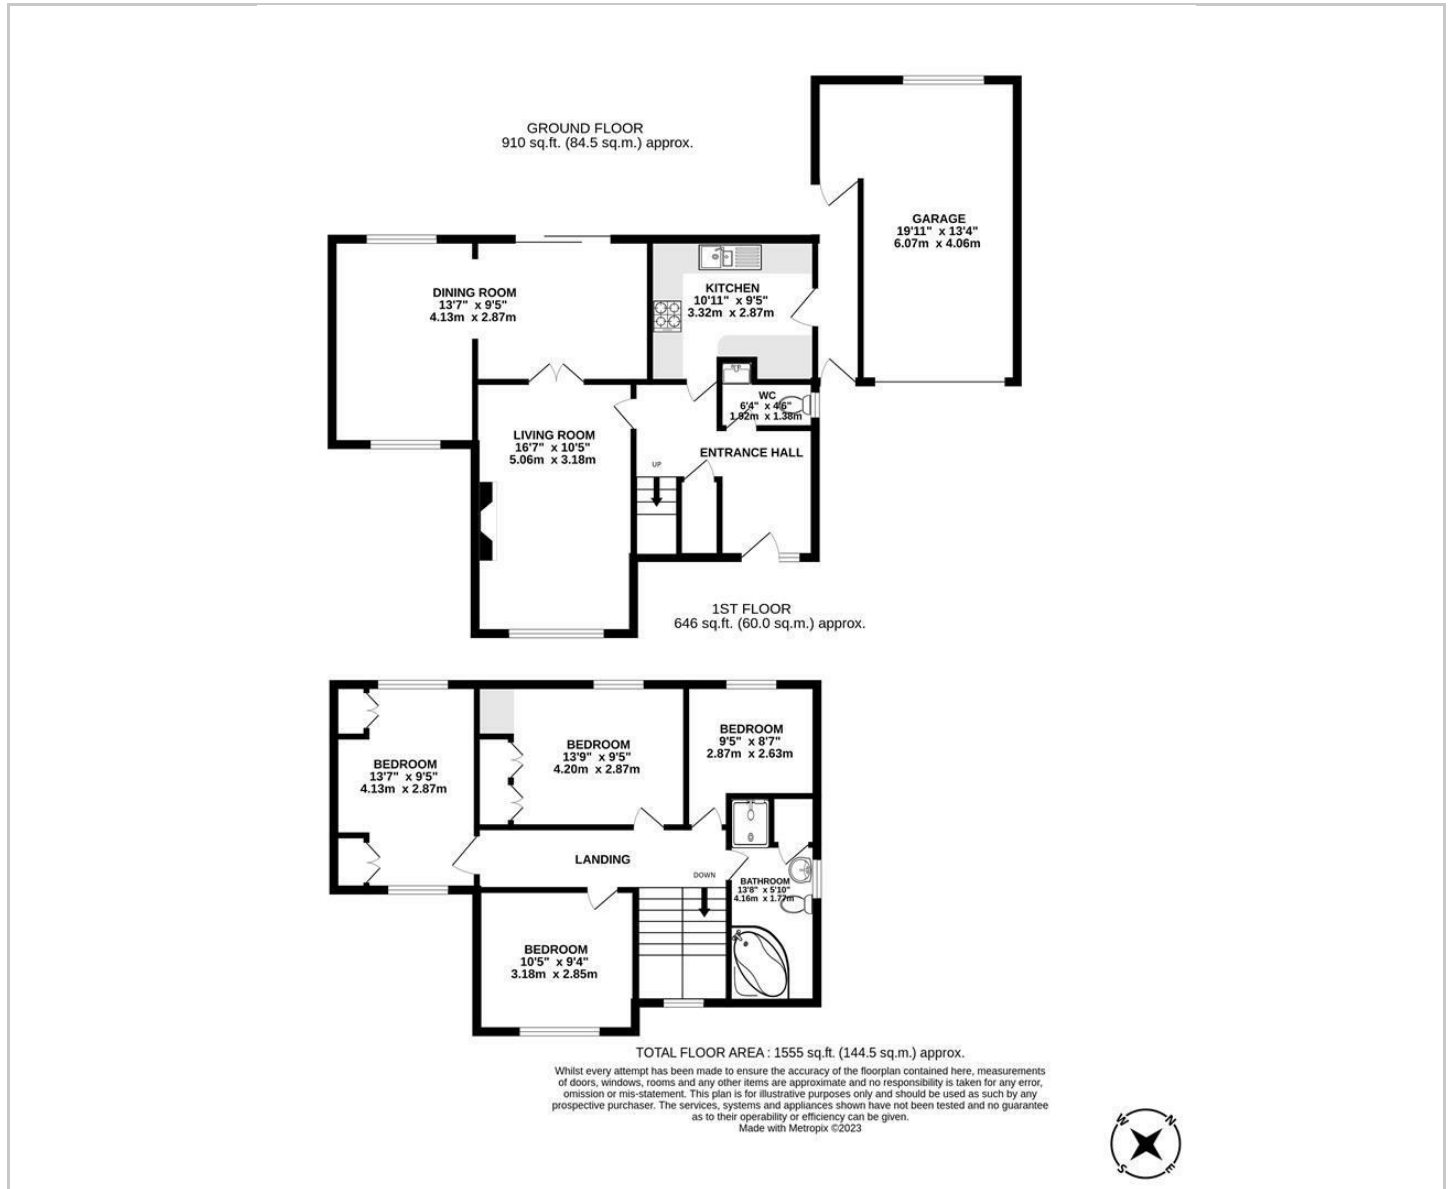 GROUND FLOOR
910 sq.ft. (84.5 sq.m.) approx.
GARAGE
19'11" x 13'4"
6.07m x 4.06m
DINING ROOM
13'7" x 9'5"
4.13m x 2.87m
KITCHEN
10'11" x 9'5"
3.32m x 2.87m
WC
6'4" x 4'6"
1.92m x 1.38m
LIVING ROOM
16'7" x 10'5"
5.06m x 3.18m
ENTRANCE HALL
UP
1ST FLOOR
646 sq.ft. (60.0 sq.m.) approx.
BEDROOM
13'7" x 9'5"
4.13m x 2.87m
BEDROOM
13'9" x 9'5"
4.20m x 2.87m
BEDROOM
9'5" x 8'7"
2.87m x 2.63m
LANDING
DOWN
BATHROOM
13'8" x 5'10"
4.16m x 1.77m
BEDROOM
10'5" x 9'4"
3.18m x 2.85m
TOTAL FLOOR AREA : 1555 sq.ft. (144.5 sq.m.) approx.
Whilst every attempt has been made to ensure the accuracy of the floorplan contained here, measurements
of doors, windows, rooms and any other items are approximate and no responsibility is taken for any error,
omission or mis-statement. This plan is for illustrative purposes only and should be used as such by any
prospective purchaser. The services, systems and appliances shown have not been tested and no guarantee
as to their operability or efficiency can be given.
Made with Metropix ©2023
W N
S E